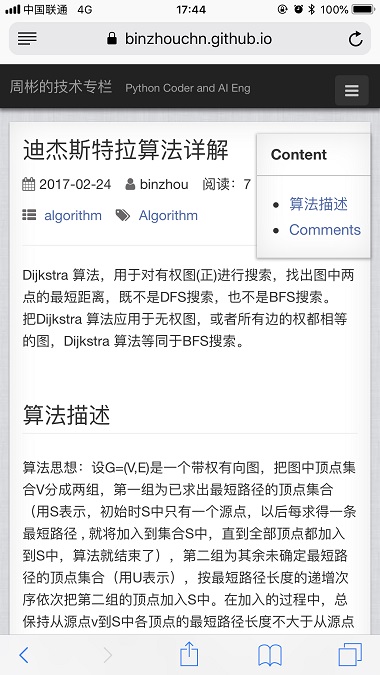 中国联通 4G 17:44 100%
binzhouchn.github.io
周彬的技术专栏 Python Coder and AI Eng
迪杰斯特拉算法详解
Content
2017-02-24 binzhou 阅读：7
算法描述
algorithm Algorithm
Comments
Dijkstra 算法，用于对有权图(正)进行搜索，找出图中两
点的最短距离，既不是DFS搜索，也不是BFS搜索。
把Dijkstra 算法应用于无权图，或者所有边的权都相等
的图，Dijkstra 算法等同于BFS搜索。
算法描述
算法思想：设G=(V,E)是一个带权有向图，把图中顶点集
合V分成两组，第一组为已求出最短路径的顶点集合
（用S表示，初始时S中只有一个源点，以后每求得一条
最短路径 , 就将加入到集合S中，直到全部顶点都加入
到S中，算法就结束了），第二组为其余未确定最短路
径的顶点集合（用U表示），按最短路径长度的递增次
序依次把第二组的顶点加入S中。在加入的过程中，总
保持从源点v到S中各顶点的最短路径长度不大于从源点